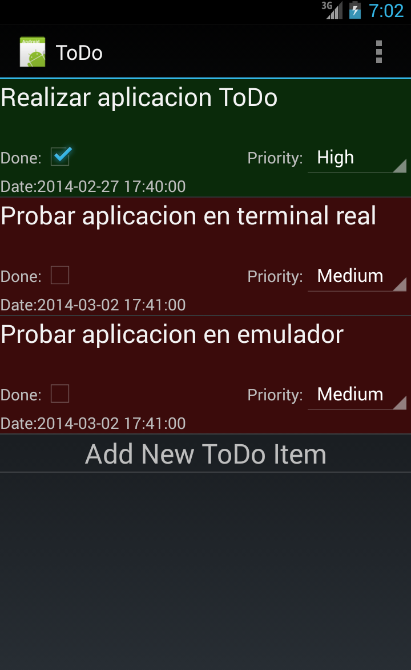 3G 7:02
ToDo
Realizar aplicacion ToDo
Done: Priority: High
Date:2014-02-27 17:40:00
Probar aplicacion en terminal real
Done: Priority: Medium
Date:2014-03-02 17:41:00
Probar aplicacion en emulador
Done: Priority: Medium
Date:2014-03-02 17:41:00
Add New ToDo Item